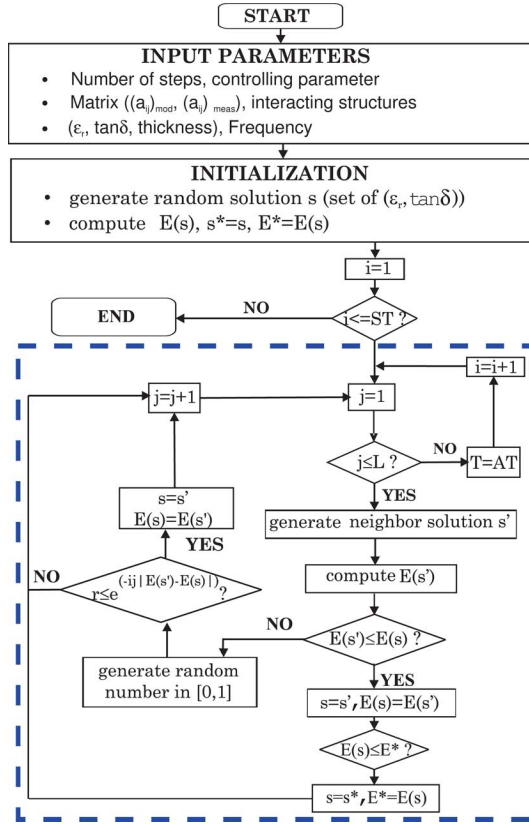 START
INPUT PARAMETERS
• Number of steps, controlling parameter
• Matrix ((aij)mod, (aij) meas), interacting structures
• (εr, tanδ, thickness), Frequency
INITIALIZATION
• generate random solution s (set of (εr,tanδ))
• compute E(s), s*=s, E*=E(s)
i=1
NO
END
i<=ST ?
i=i+1
j=j+1
j=1
j≤L ?
NO
T=AT
YES
s=s'
E(s)=E(s')
generate neighbor solution s'
YES
NO
r≤e(-ij|E(s')-E(s)|)?
compute E(s')
NO
E(s')≤E(s) ?
generate random
number in [0,1]
YES
s=s',E(s)=E(s')
E(s)≤E* ?
s=s*,E*=E(s)